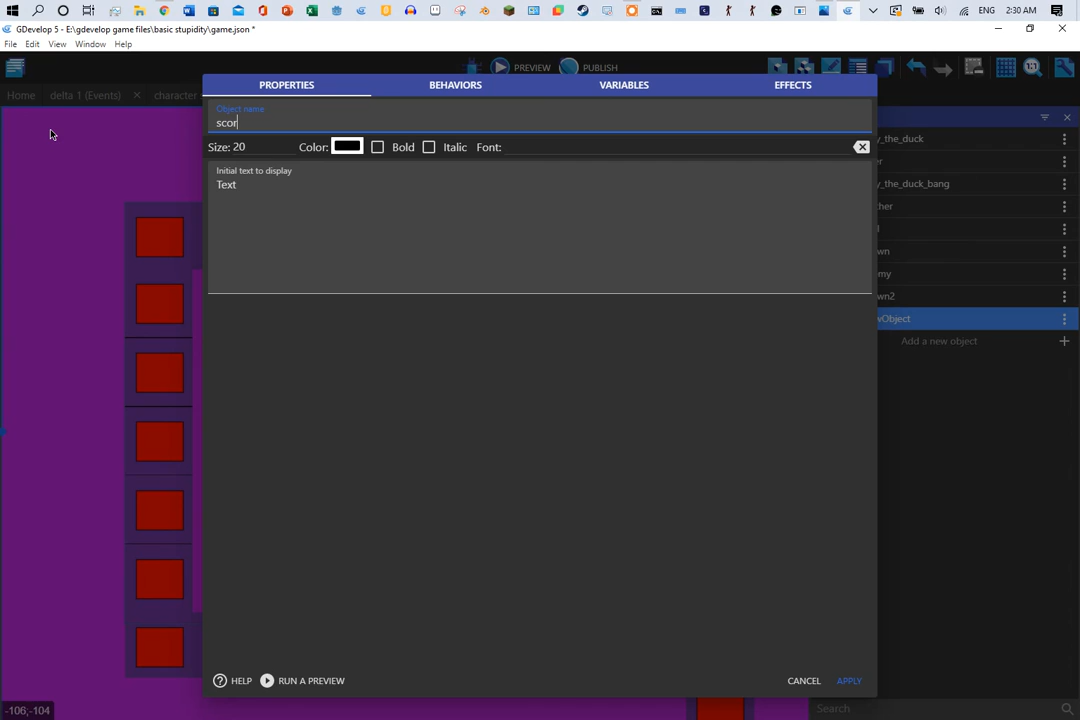 ENG 2:30 AM
GDevelop 5 - E:\gdevelop game files\basic stupidity\game.json *
File Edit View Window Help
PREVIEW PUBLISH
Home delta 1 (Events) character
PROPERTIES BEHAVIORS VARIABLES EFFECTS
Object name
scor
Size: 20 Color: Bold Italic Font:
Initial text to display
Text
y_the_duck
er
y_the_duck_bang
ther
l
wn
my
wn2
wObject
Add a new object
HELP RUN A PREVIEW CANCEL APPLY
-106;-104
Search